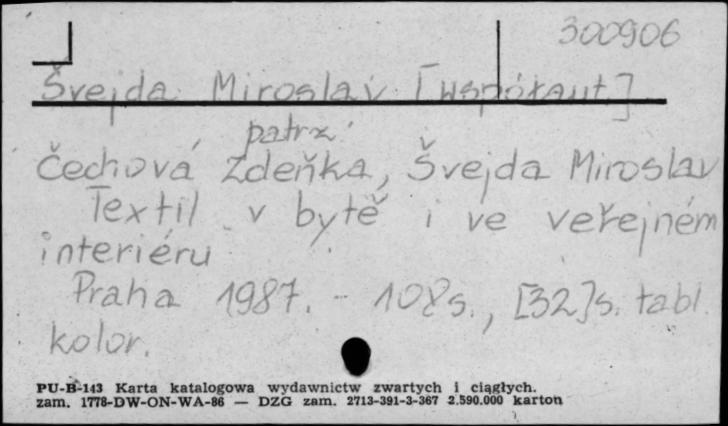 300906
Švejda Miroslav [współaut.]
patrz
Čechová Zdeňka, Švejda Miroslav
Textil v bytě i ve veřejném
interiéru
Praha 1987. - 108 s., [32] s. tabl.
kolor.
PU-B-143 Karta katalogowa wydawnictw zwartych i ciągłych.
zam. 1778-DW-ON-WA-86 — DZG zam. 2713-391-3-367 2.590.000 karton